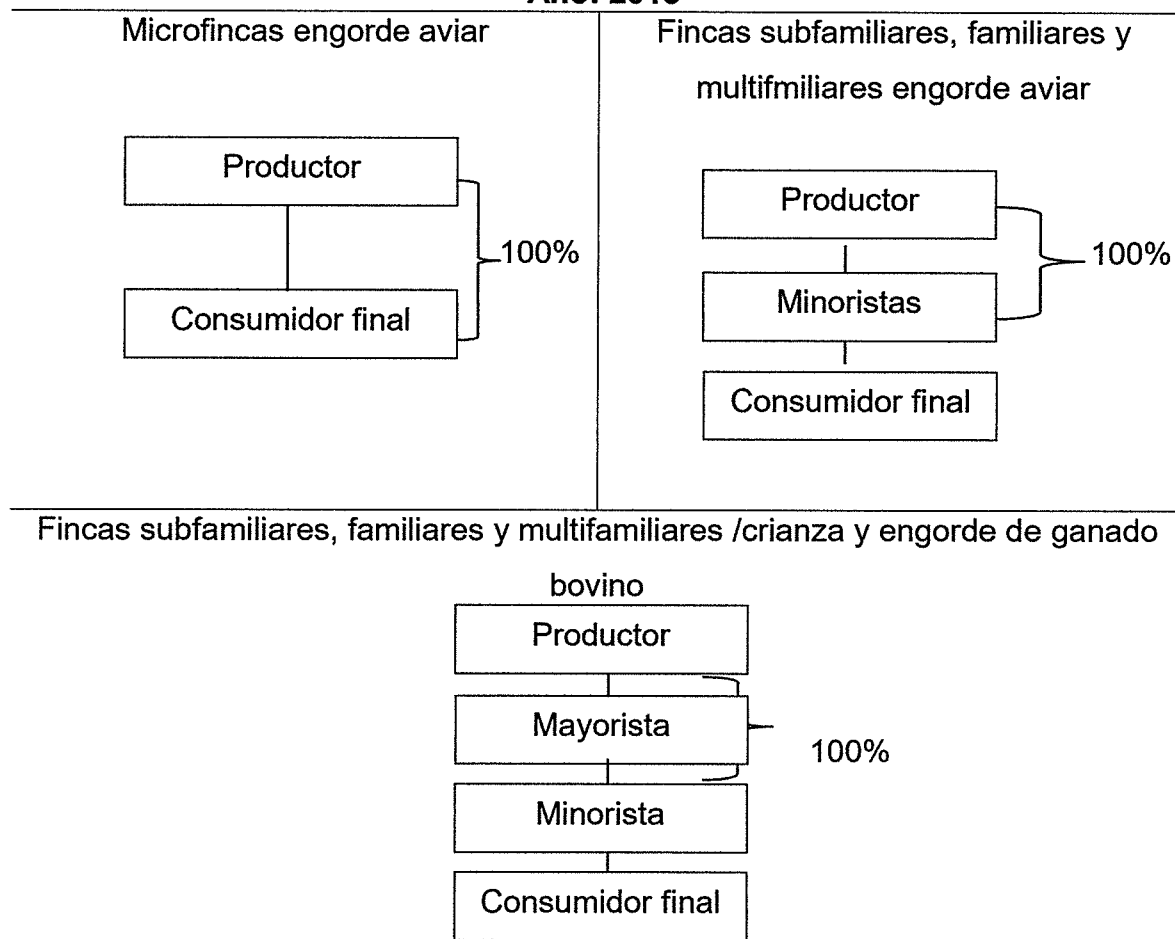 Microfincas engorde aviar
Productor
100%
Consumidor final
Fincas subfamiliares, familiares y
multifmiliares engorde aviar
Productor
100%
Minoristas
Consumidor final
Fincas subfamiliares, familiares y multifamiliares /crianza y engorde de ganado
bovino
Productor
Mayorista
100%
Minorista
Consumidor final